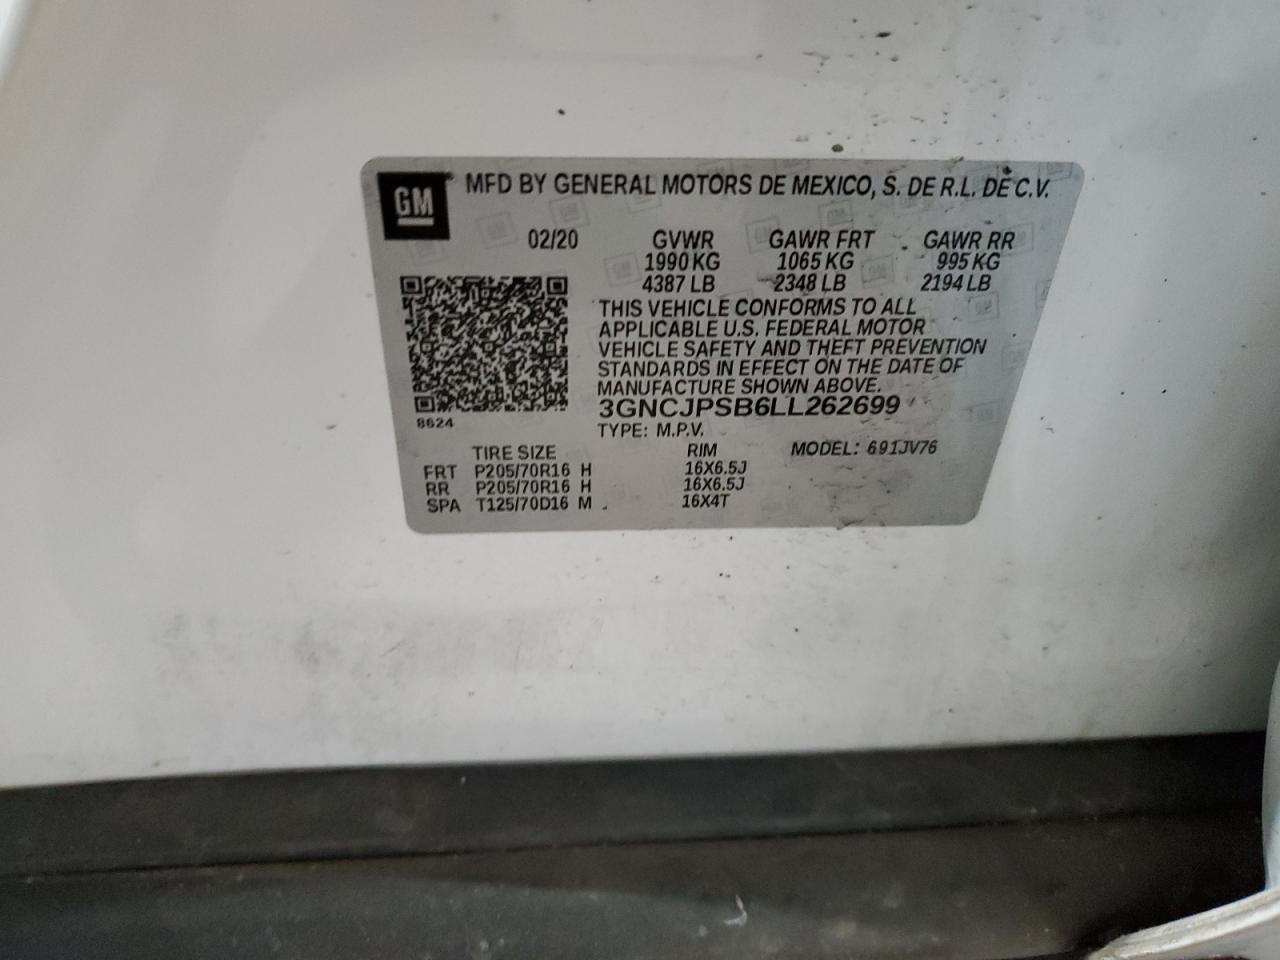 GM MFD BY GENERAL MOTORS DE MEXICO, S. DE R.L. DE C.V.
02/20 GVWR GAWR FRT GAWR RR
1990 KG 1065 KG 995 KG
4387 LB 2348 LB 2194 LB
THIS VEHICLE CONFORMS TO ALL
APPLICABLE U.S. FEDERAL MOTOR
VEHICLE SAFETY AND THEFT PREVENTION
STANDARDS IN EFFECT ON THE DATE OF
MANUFACTURE SHOWN ABOVE.
3GNCJPSB6LL262699
8624
TYPE: M.P.V.
TIRE SIZE RIM MODEL: 691JV76
FRT P205/70R16 H 16X6.5J
RR P205/70R16 H 16X6.5J
SPA T125/70D16 M 16X4T